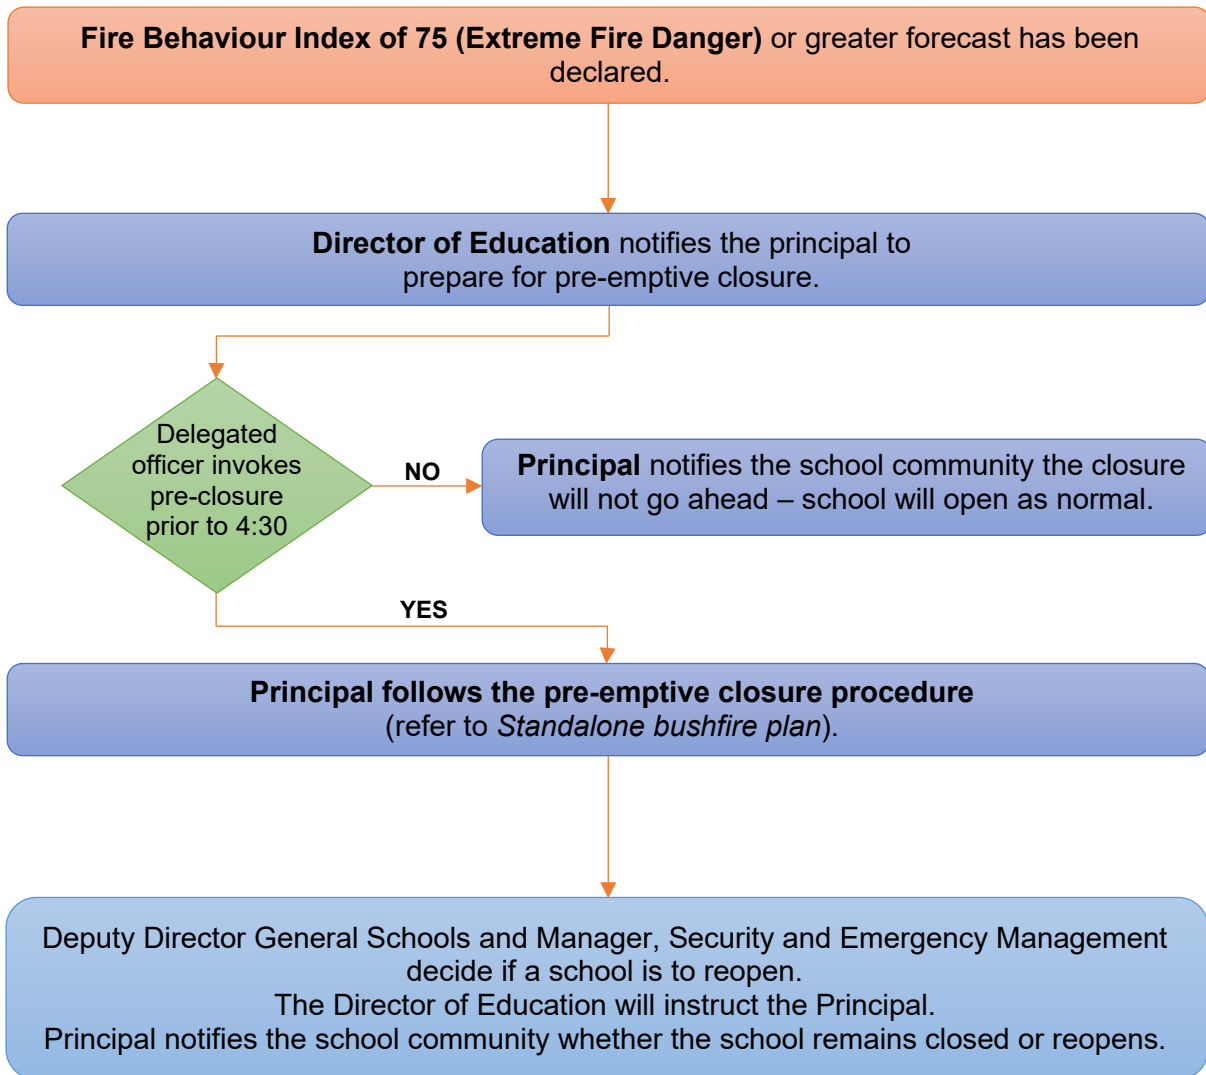 Fire Behaviour Index of 75 (Extreme Fire Danger) or greater forecast has been
declared.
Director of Education notifies the principal to
prepare for pre-emptive closure.
Delegated
officer invokes
pre-closure
prior to 4:30
NO
Principal notifies the school community the closure
will not go ahead – school will open as normal.
YES
Principal follows the pre-emptive closure procedure
(refer to Standalone bushfire plan).
Deputy Director General Schools and Manager, Security and Emergency Management
decide if a school is to reopen.
The Director of Education will instruct the Principal.
Principal notifies the school community whether the school remains closed or reopens.